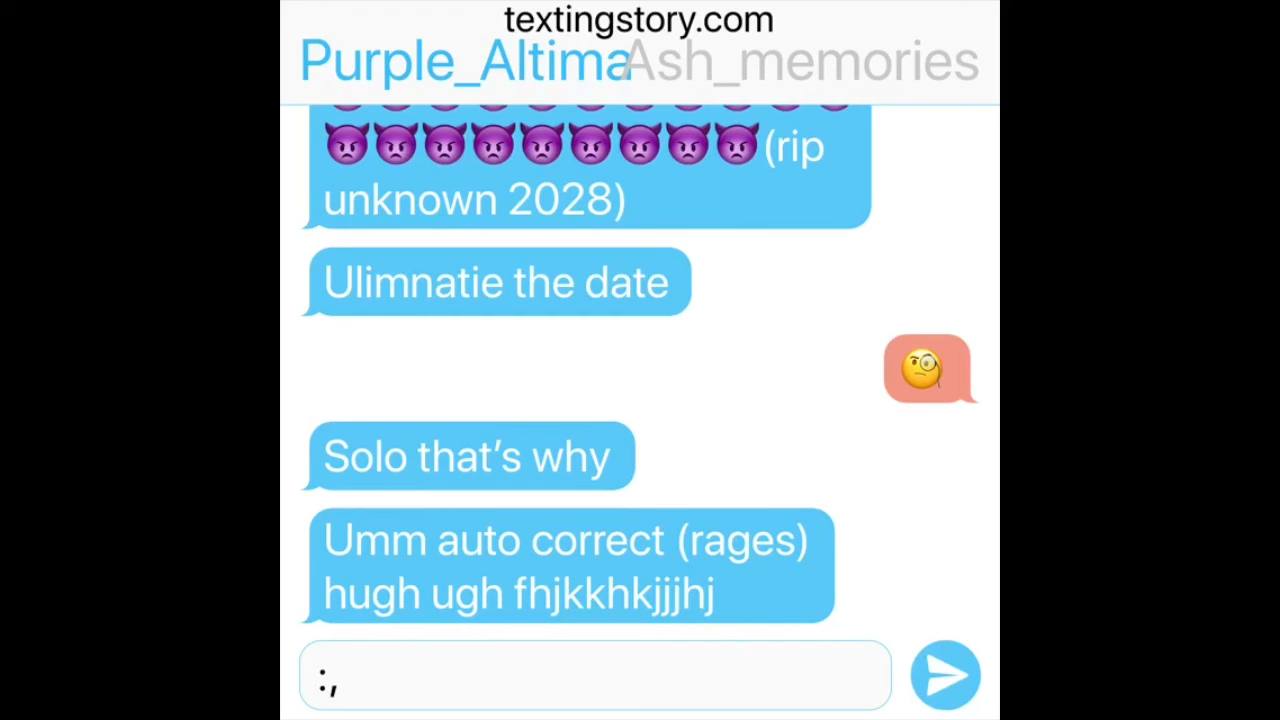 textingstory.com
Purple_Altima Ash_memories
😈😈😈😈😈😈😈😈😈😈😈
👿👿👿👿👿👿👿👿👿(rip
unknown 2028)
Ulimnatie the date
🧐
Solo that’s why
Umm auto correct (rages)
hugh ugh fhjkkhkjjjhj
:,